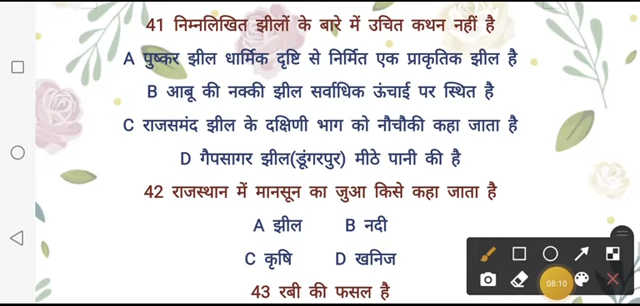 41 निम्नलिखित झीलों के बारे में उचित कथन नहीं है
A पुष्कर झील धार्मिक दृष्टि से निर्मित एक प्राकृतिक झील है
B आबू की नक्की झील सर्वाधिक ऊंचाई पर स्थित है
C राजसमंद झील के दक्षिणी भाग को नौचौकी कहा जाता है
D गैपसागर झील(डूंगरपुर) मीठे पानी की है
42 राजस्थान में मानसून का जुआ किसे कहा जाता है
A झील B नदी
C कृषि D खनिज
43 रबी की फसल है
08:10